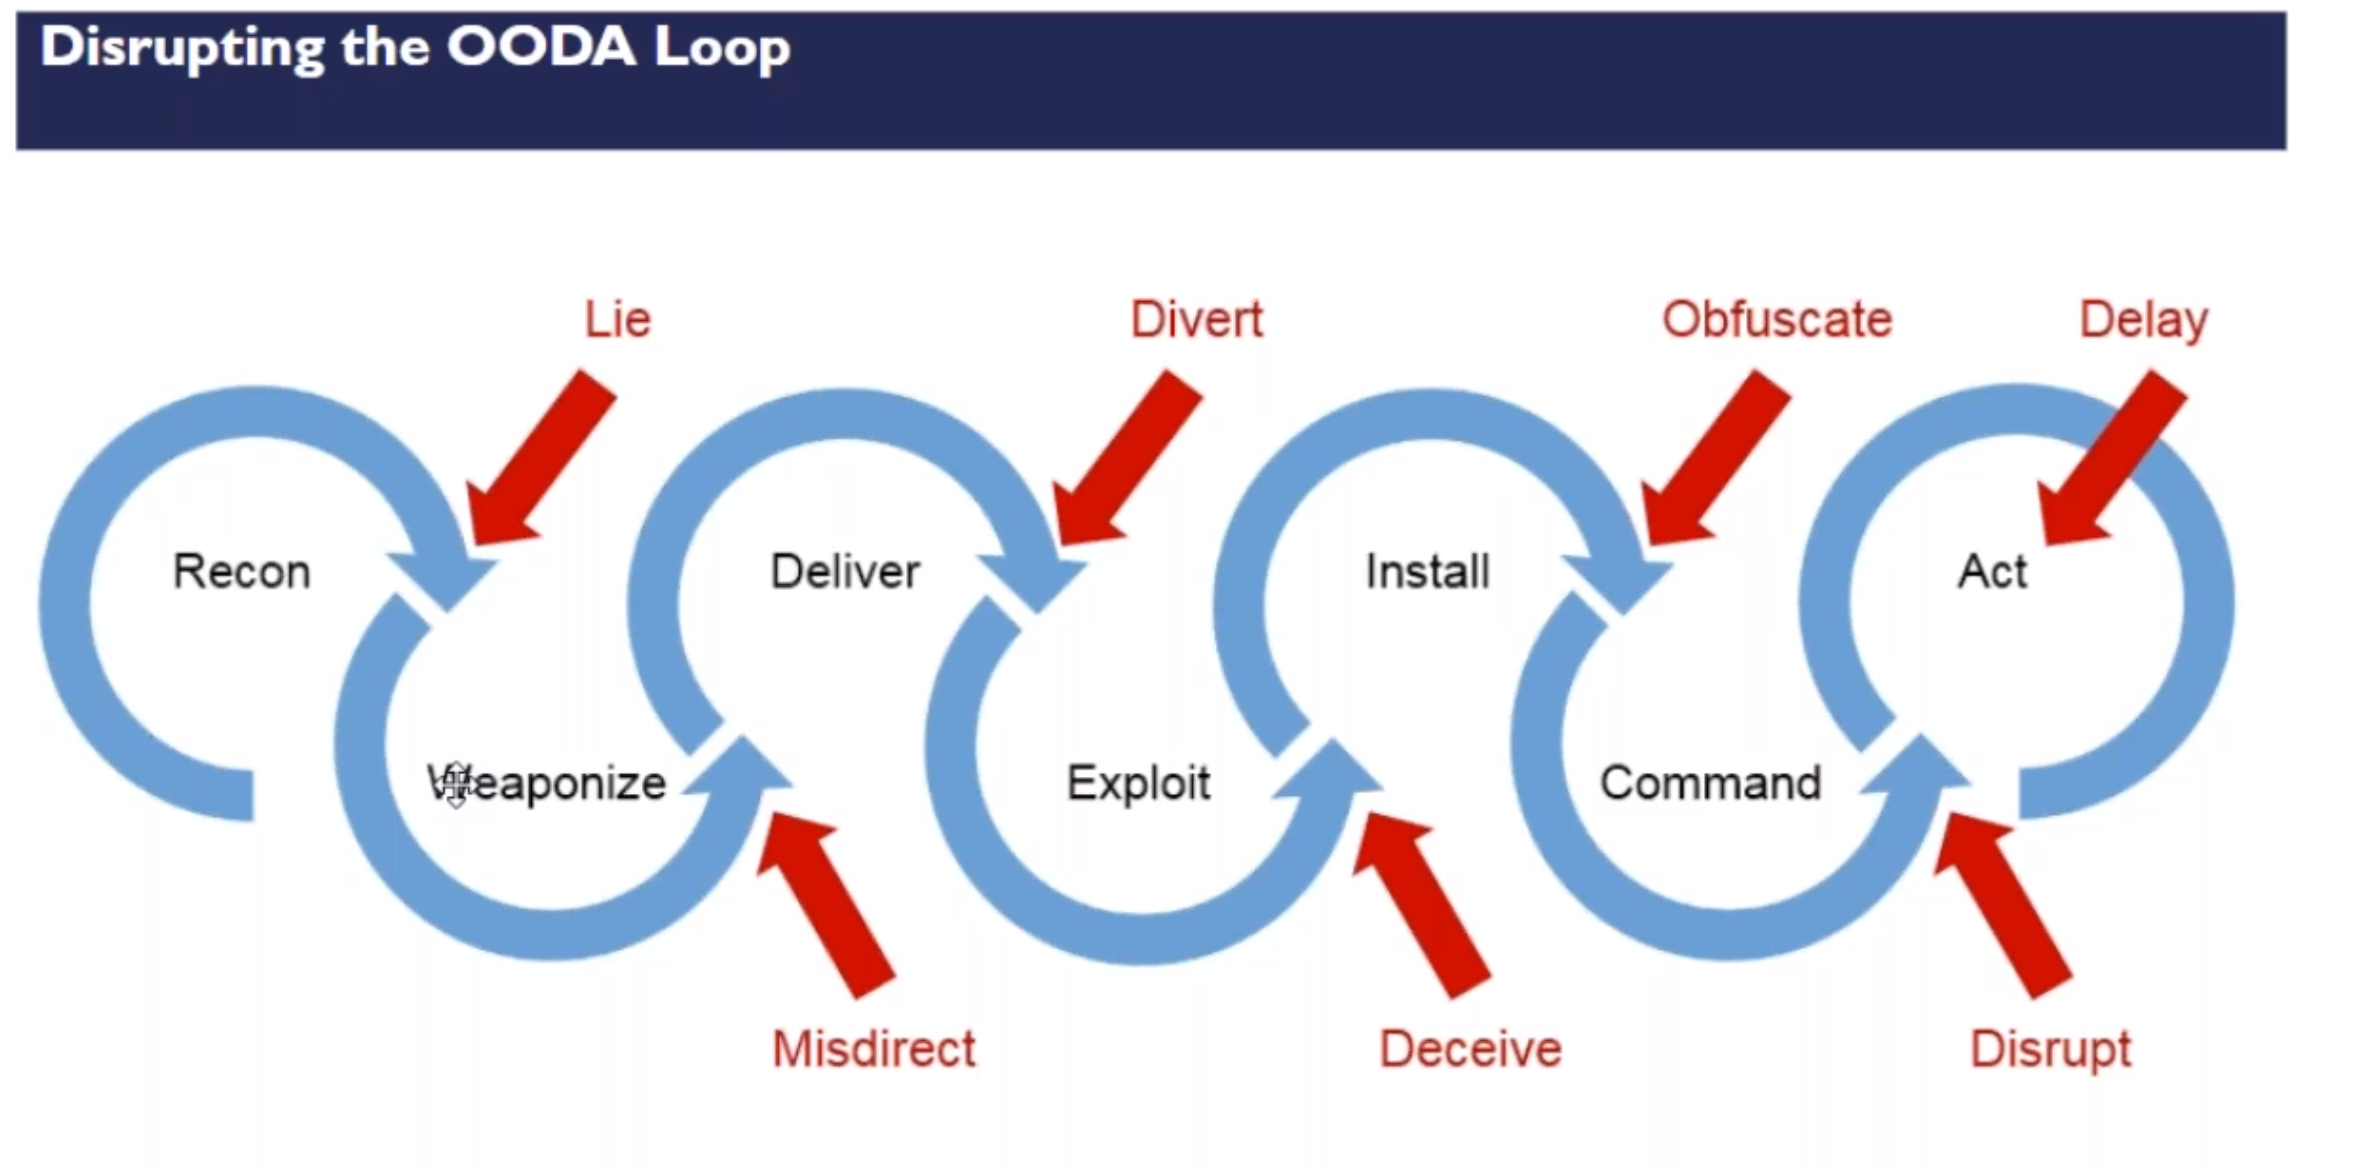 Disrupting the OODA Loop
Lie
Divert
Obfuscate
Delay
Recon
Deliver
Install
Act
Weaponize
Exploit
Command
Misdirect
Deceive
Disrupt